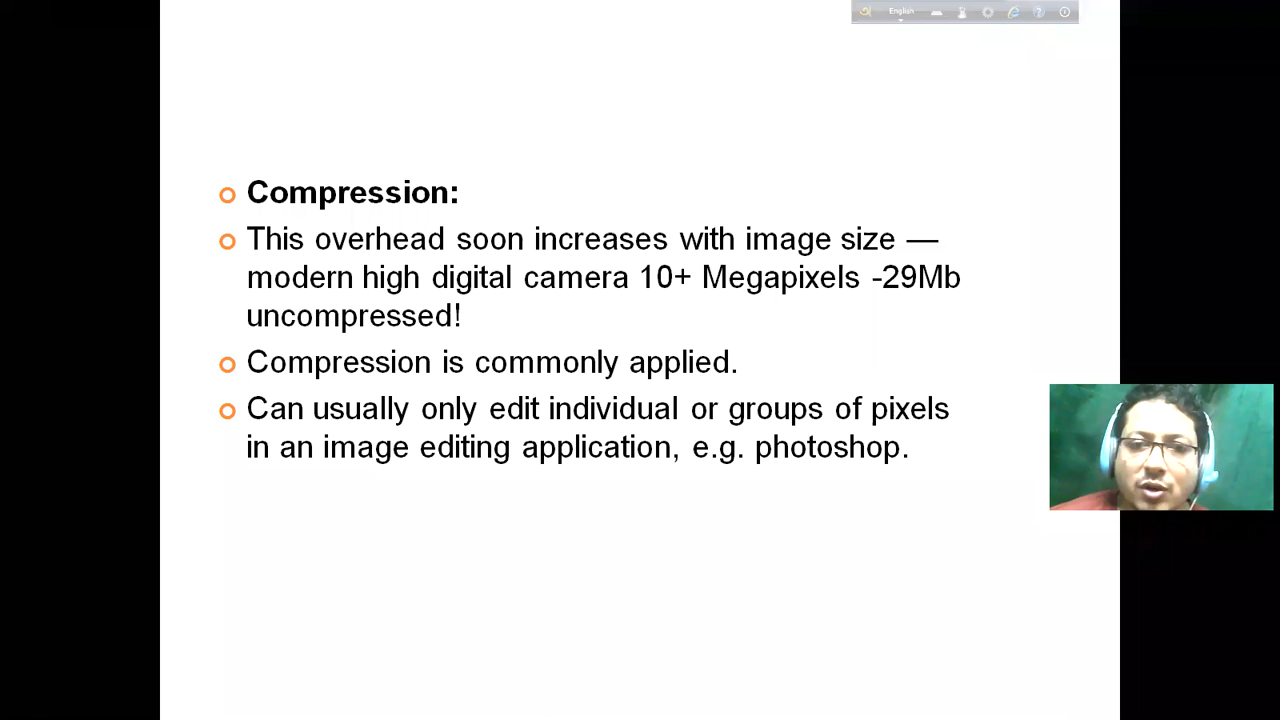 English
Compression:
This overhead soon increases with image size —
modern high digital camera 10+ Megapixels -29Mb
uncompressed!
Compression is commonly applied.
Can usually only edit individual or groups of pixels
in an image editing application, e.g. photoshop.